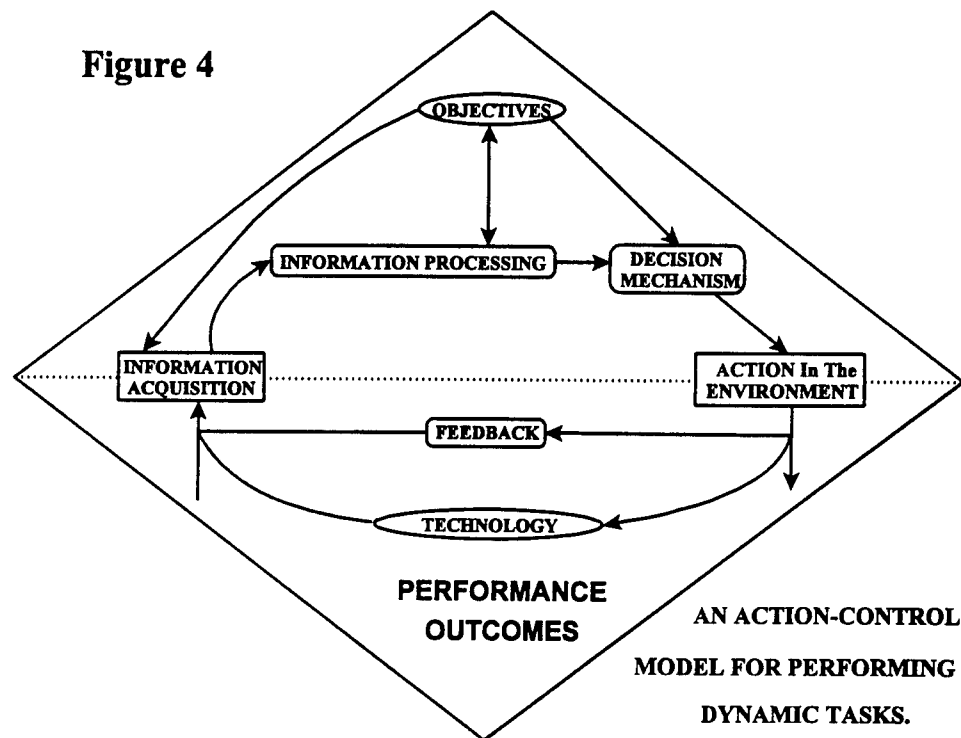 Figure 4
OBJECTIVES
INFORMATION PROCESSING
DECISION
MECHANISM
INFORMATION
ACQUISITION
ACTION In The
ENVIRONMENT
FEEDBACK
TECHNOLOGY
PERFORMANCE
OUTCOMES
AN ACTION-CONTROL
MODEL FOR PERFORMING
DYNAMIC TASKS.